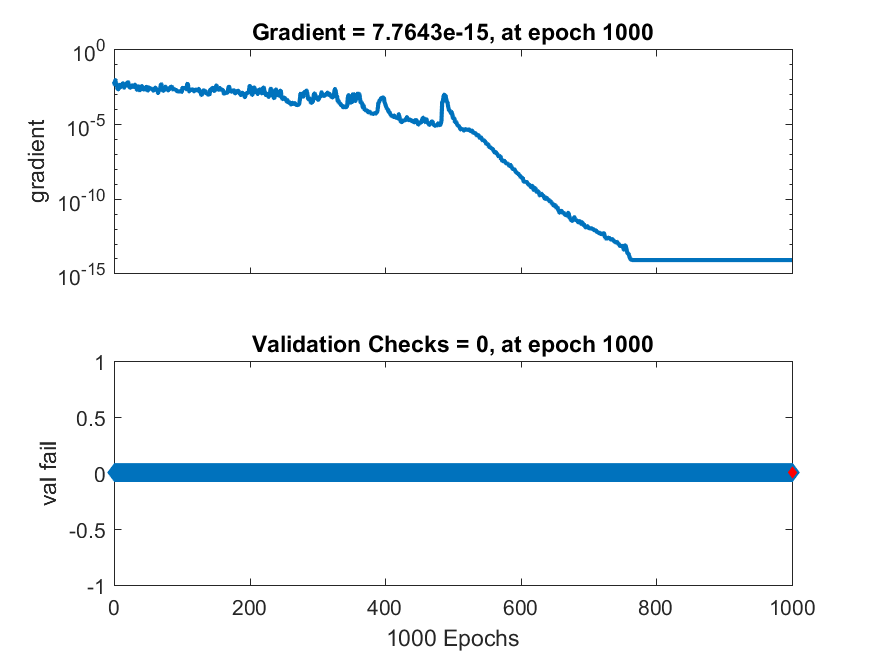 Gradient = 7.7643e-15, at epoch 1000
10^0
10^-5
10^-10
10^-15
gradient
Validation Checks = 0, at epoch 1000
1
0.5
0
-0.5
-1
val fail
0 200 400 600 800 1000
1000 Epochs